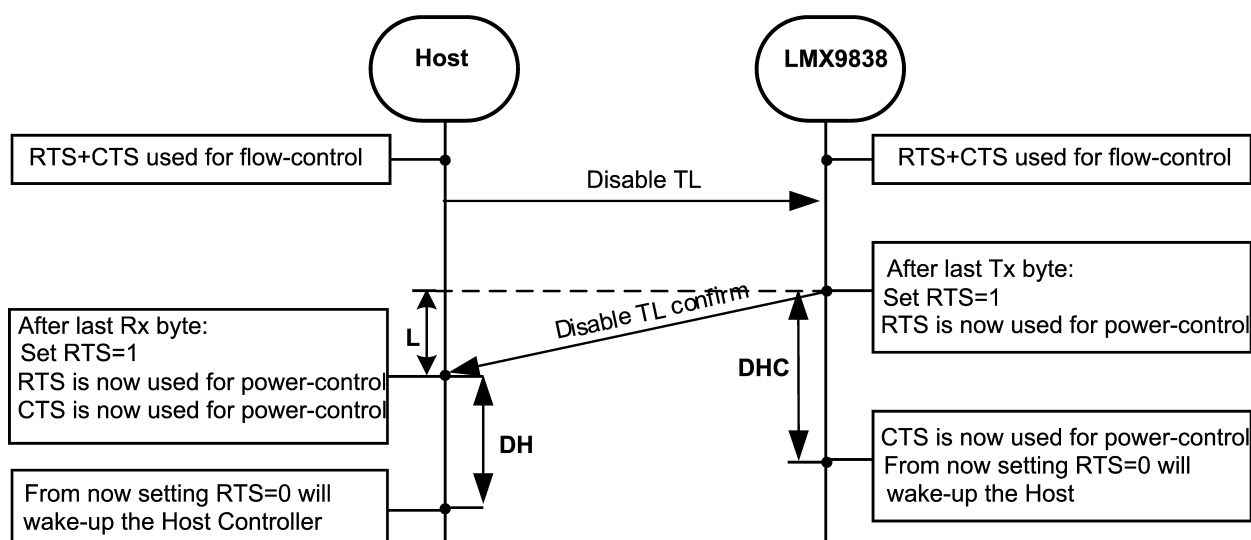 Host
LMX9838
RTS+CTS used for flow-control
RTS+CTS used for flow-control
Disable TL
After last Tx byte:
Set RTS=1
RTS is now used for power-control
Disable TL confirm
L
After last Rx byte:
Set RTS=1
RTS is now used for power-control
CTS is now used for power-control
DHC
DH
CTS is now used for power-control
From now setting RTS=0 will
wake-up the Host
From now setting RTS=0 will
wake-up the Host Controller